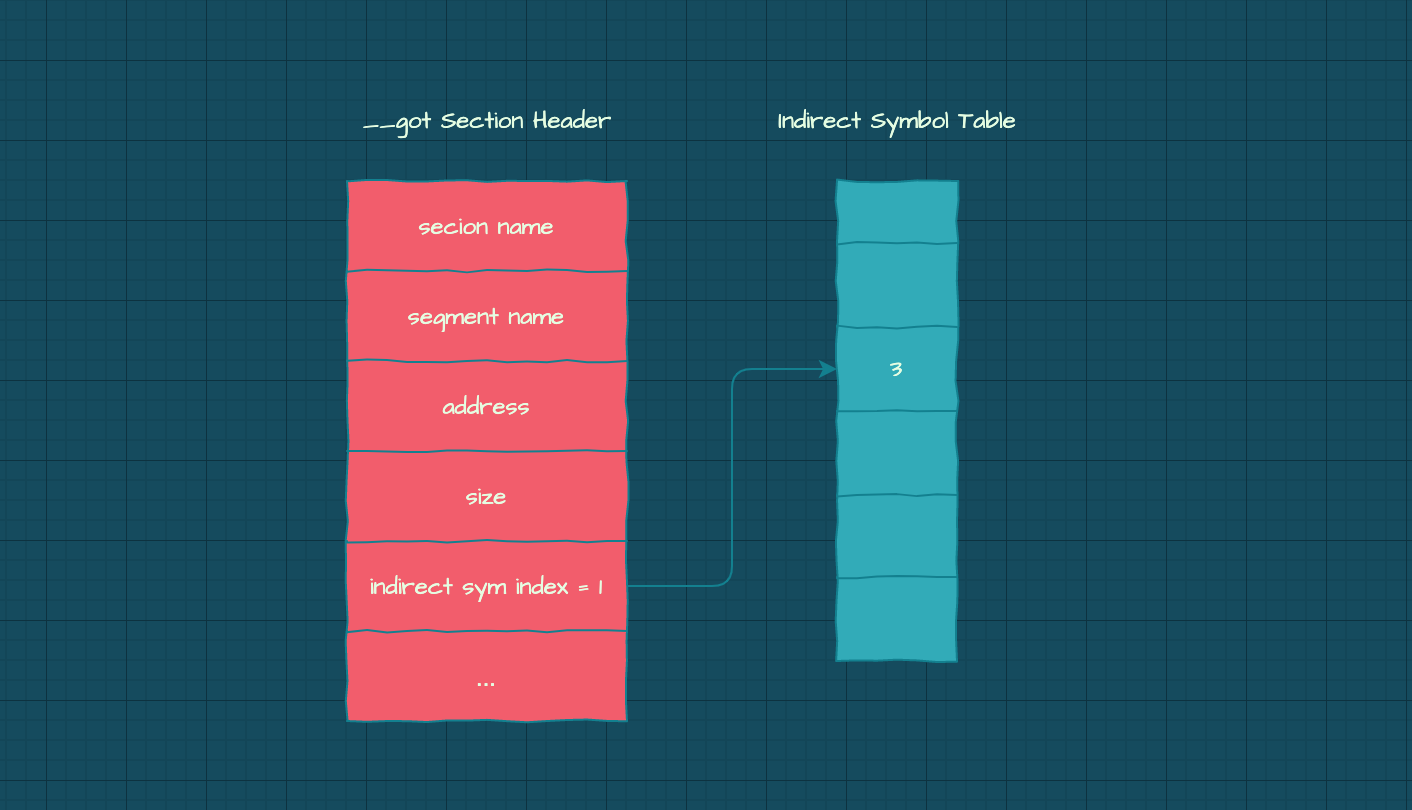 __got Section Header
Indirect Symbol Table
secion name
segment name
address
size
indirect sym index = 1
...
3